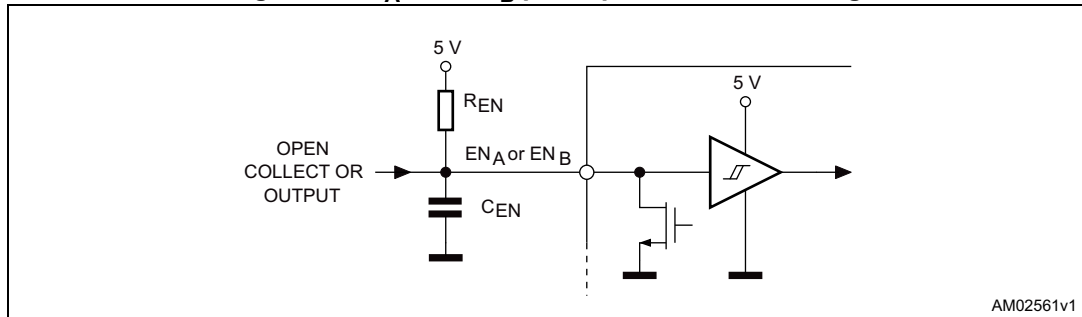 5 V
REN
5 V
OPEN
COLLECT OR
OUTPUT
ENA or ENB
CEN
AM02561v1